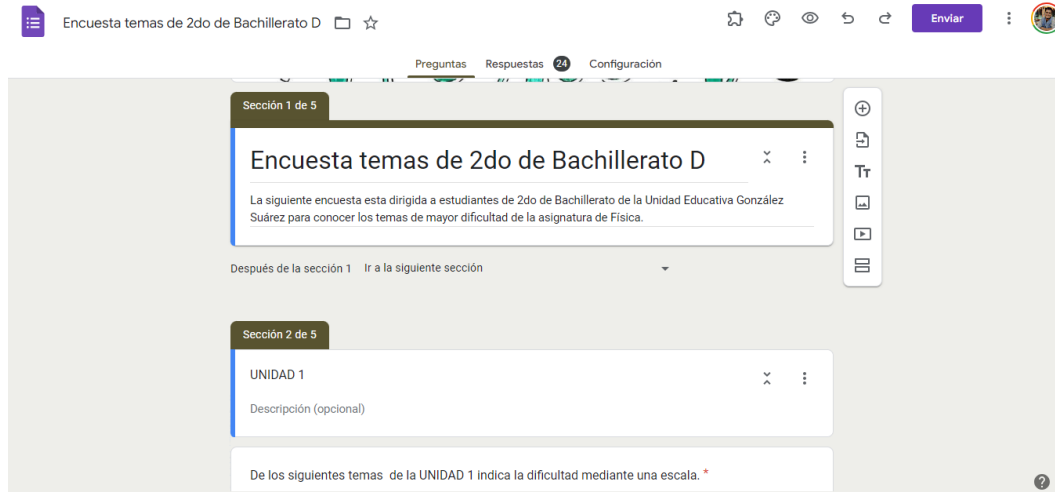 Encuesta temas de 2do de Bachillerato D
Enviar
Preguntas Respuestas 24 Configuración
Sección 1 de 5
Encuesta temas de 2do de Bachillerato D
La siguiente encuesta esta dirigida a estudiantes de 2do de Bachillerato de la Unidad Educativa González
Suárez para conocer los temas de mayor dificultad de la asignatura de Física.
Después de la sección 1 Ir a la siguiente sección
Sección 2 de 5
UNIDAD 1
Descripción (opcional)
De los siguientes temas de la UNIDAD 1 indica la dificultad mediante una escala. *